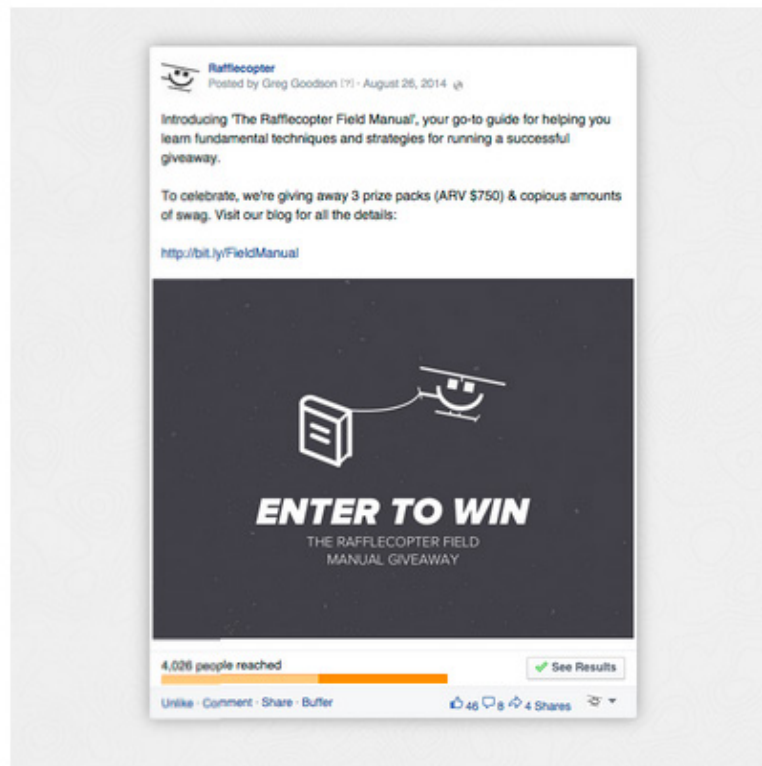 Rafflecopter
Posted by Greg Goodson [?] · August 26, 2014
Introducing 'The Rafflecopter Field Manual', your go-to guide for helping you
learn fundamental techniques and strategies for running a successful
giveaway.
To celebrate, we're giving away 3 prize packs (ARV $750) & copious amounts
of swag. Visit our blog for all the details:
http://bit.ly/FieldManual
ENTER TO WIN
THE RAFFLECOPTER FIELD
MANUAL GIVEAWAY
4,026 people reached
See Results
Unlike · Comment · Share · Buffer 46 8 4 Shares